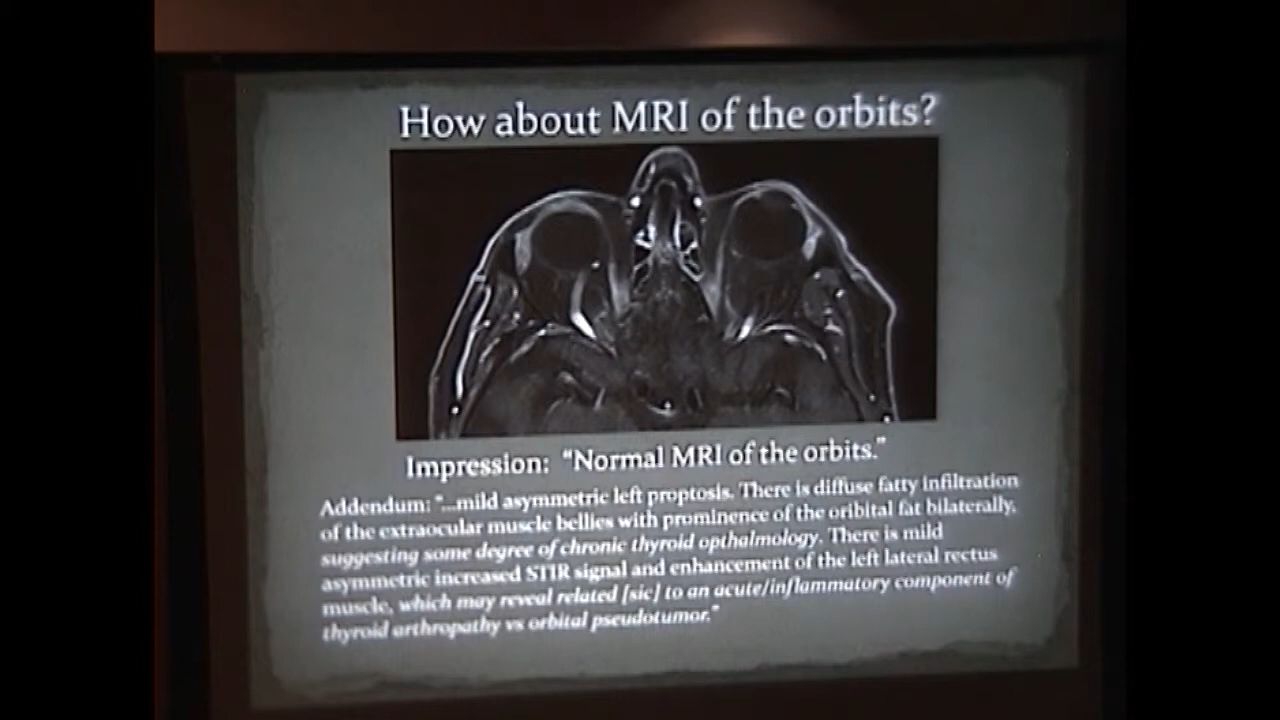 How about MRI of the orbits?
Impression: “Normal MRI of the orbits.”
Addendum: “...mild asymmetric left proptosis. There is diffuse fatty infiltration
of the extraocular muscle bellies with prominence of the oribital fat bilaterally,
suggesting some degree of chronic thyroid opthalmology. There is mild
asymmetric increased STIR signal and enhancement of the left lateral rectus
muscle, which may reveal related [sic] to an acute/inflammatory component of
thyroid arthropathy vs orbital pseudotumor.”